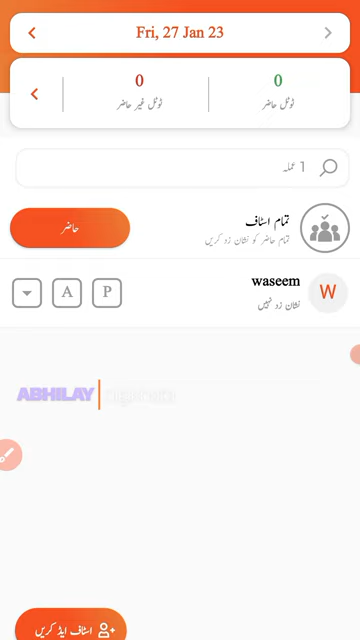 Fri, 27 Jan 23
0
ٹوٹل حاضر
0
ٹوٹل غیر حاضر
1 عملہ
تمام اسٹاف
تمام حاضر کو نشان زد کریں
حاضر
W
waseem
نشان زد نہیں
P
A
ABHILAY
اسٹاف ایڈ کریں